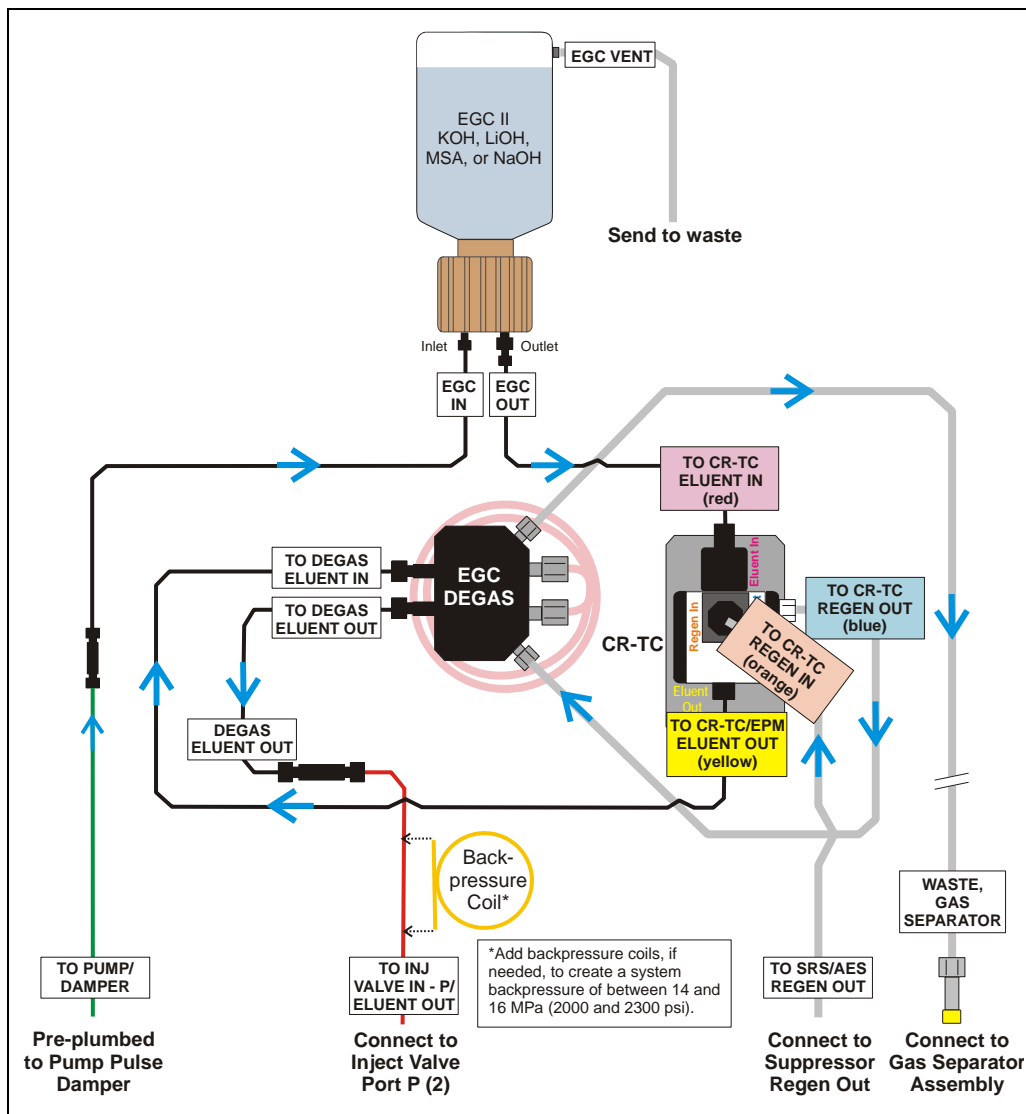 EGC VENT
EGC II
KOH, LiOH,
MSA, or NaOH
Send to waste
Inlet
Outlet
EGC
IN
EGC
OUT
TO CR-TC
ELUENT IN
(red)
TO DEGAS
ELUENT IN
TO DEGAS
ELUENT OUT
EGC
DEGAS
CR-TC
Eluent In
Regen In
Eluent
Out
TO CR-TC
REGEN OUT
(blue)
TO CR-TC
REGEN IN
(orange)
TO CR-TC/EPM
ELUENT OUT
(yellow)
DEGAS
ELUENT OUT
Back-
pressure
Coil*
*Add backpressure coils, if
needed, to create a system
backpressure of between 14 and
16 MPa (2000 and 2300 psi).
WASTE,
GAS
SEPARATOR
TO PUMP/
DAMPER
TO INJ
VALVE IN - P/
ELUENT OUT
TO SRS/AES
REGEN OUT
Pre-plumbed
to Pump Pulse
Damper
Connect to
Inject Valve
Port P (2)
Connect to
Suppressor
Regen Out
Connect to
Gas Separator
Assembly